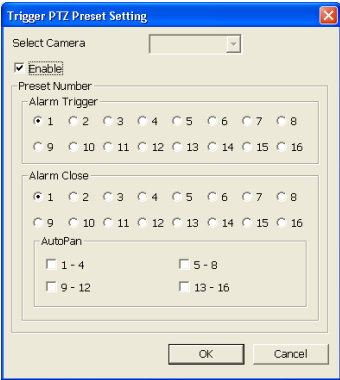 Trigger PTZ Preset Setting
Select Camera
Enable
Preset Number
Alarm Trigger
1 2 3 4 5 6 7 8
9 10 11 12 13 14 15 16
Alarm Close
1 2 3 4 5 6 7 8
9 10 11 12 13 14 15 16
AutoPan
1 - 4 5 - 8
9 - 12 13 - 16
OK Cancel